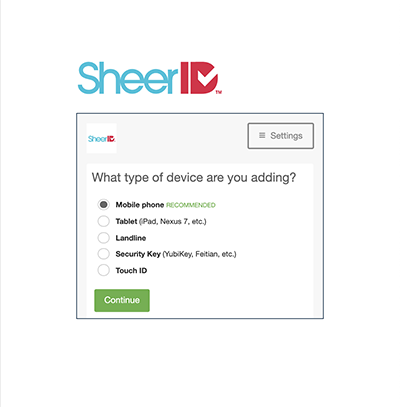 SheerID™
SheerID
≡ Settings
What type of device are you adding?
Mobile phone RECOMMENDED
Tablet (iPad, Nexus 7, etc.)
Landline
Security Key (YubiKey, Feitian, etc.)
Touch ID
Continue